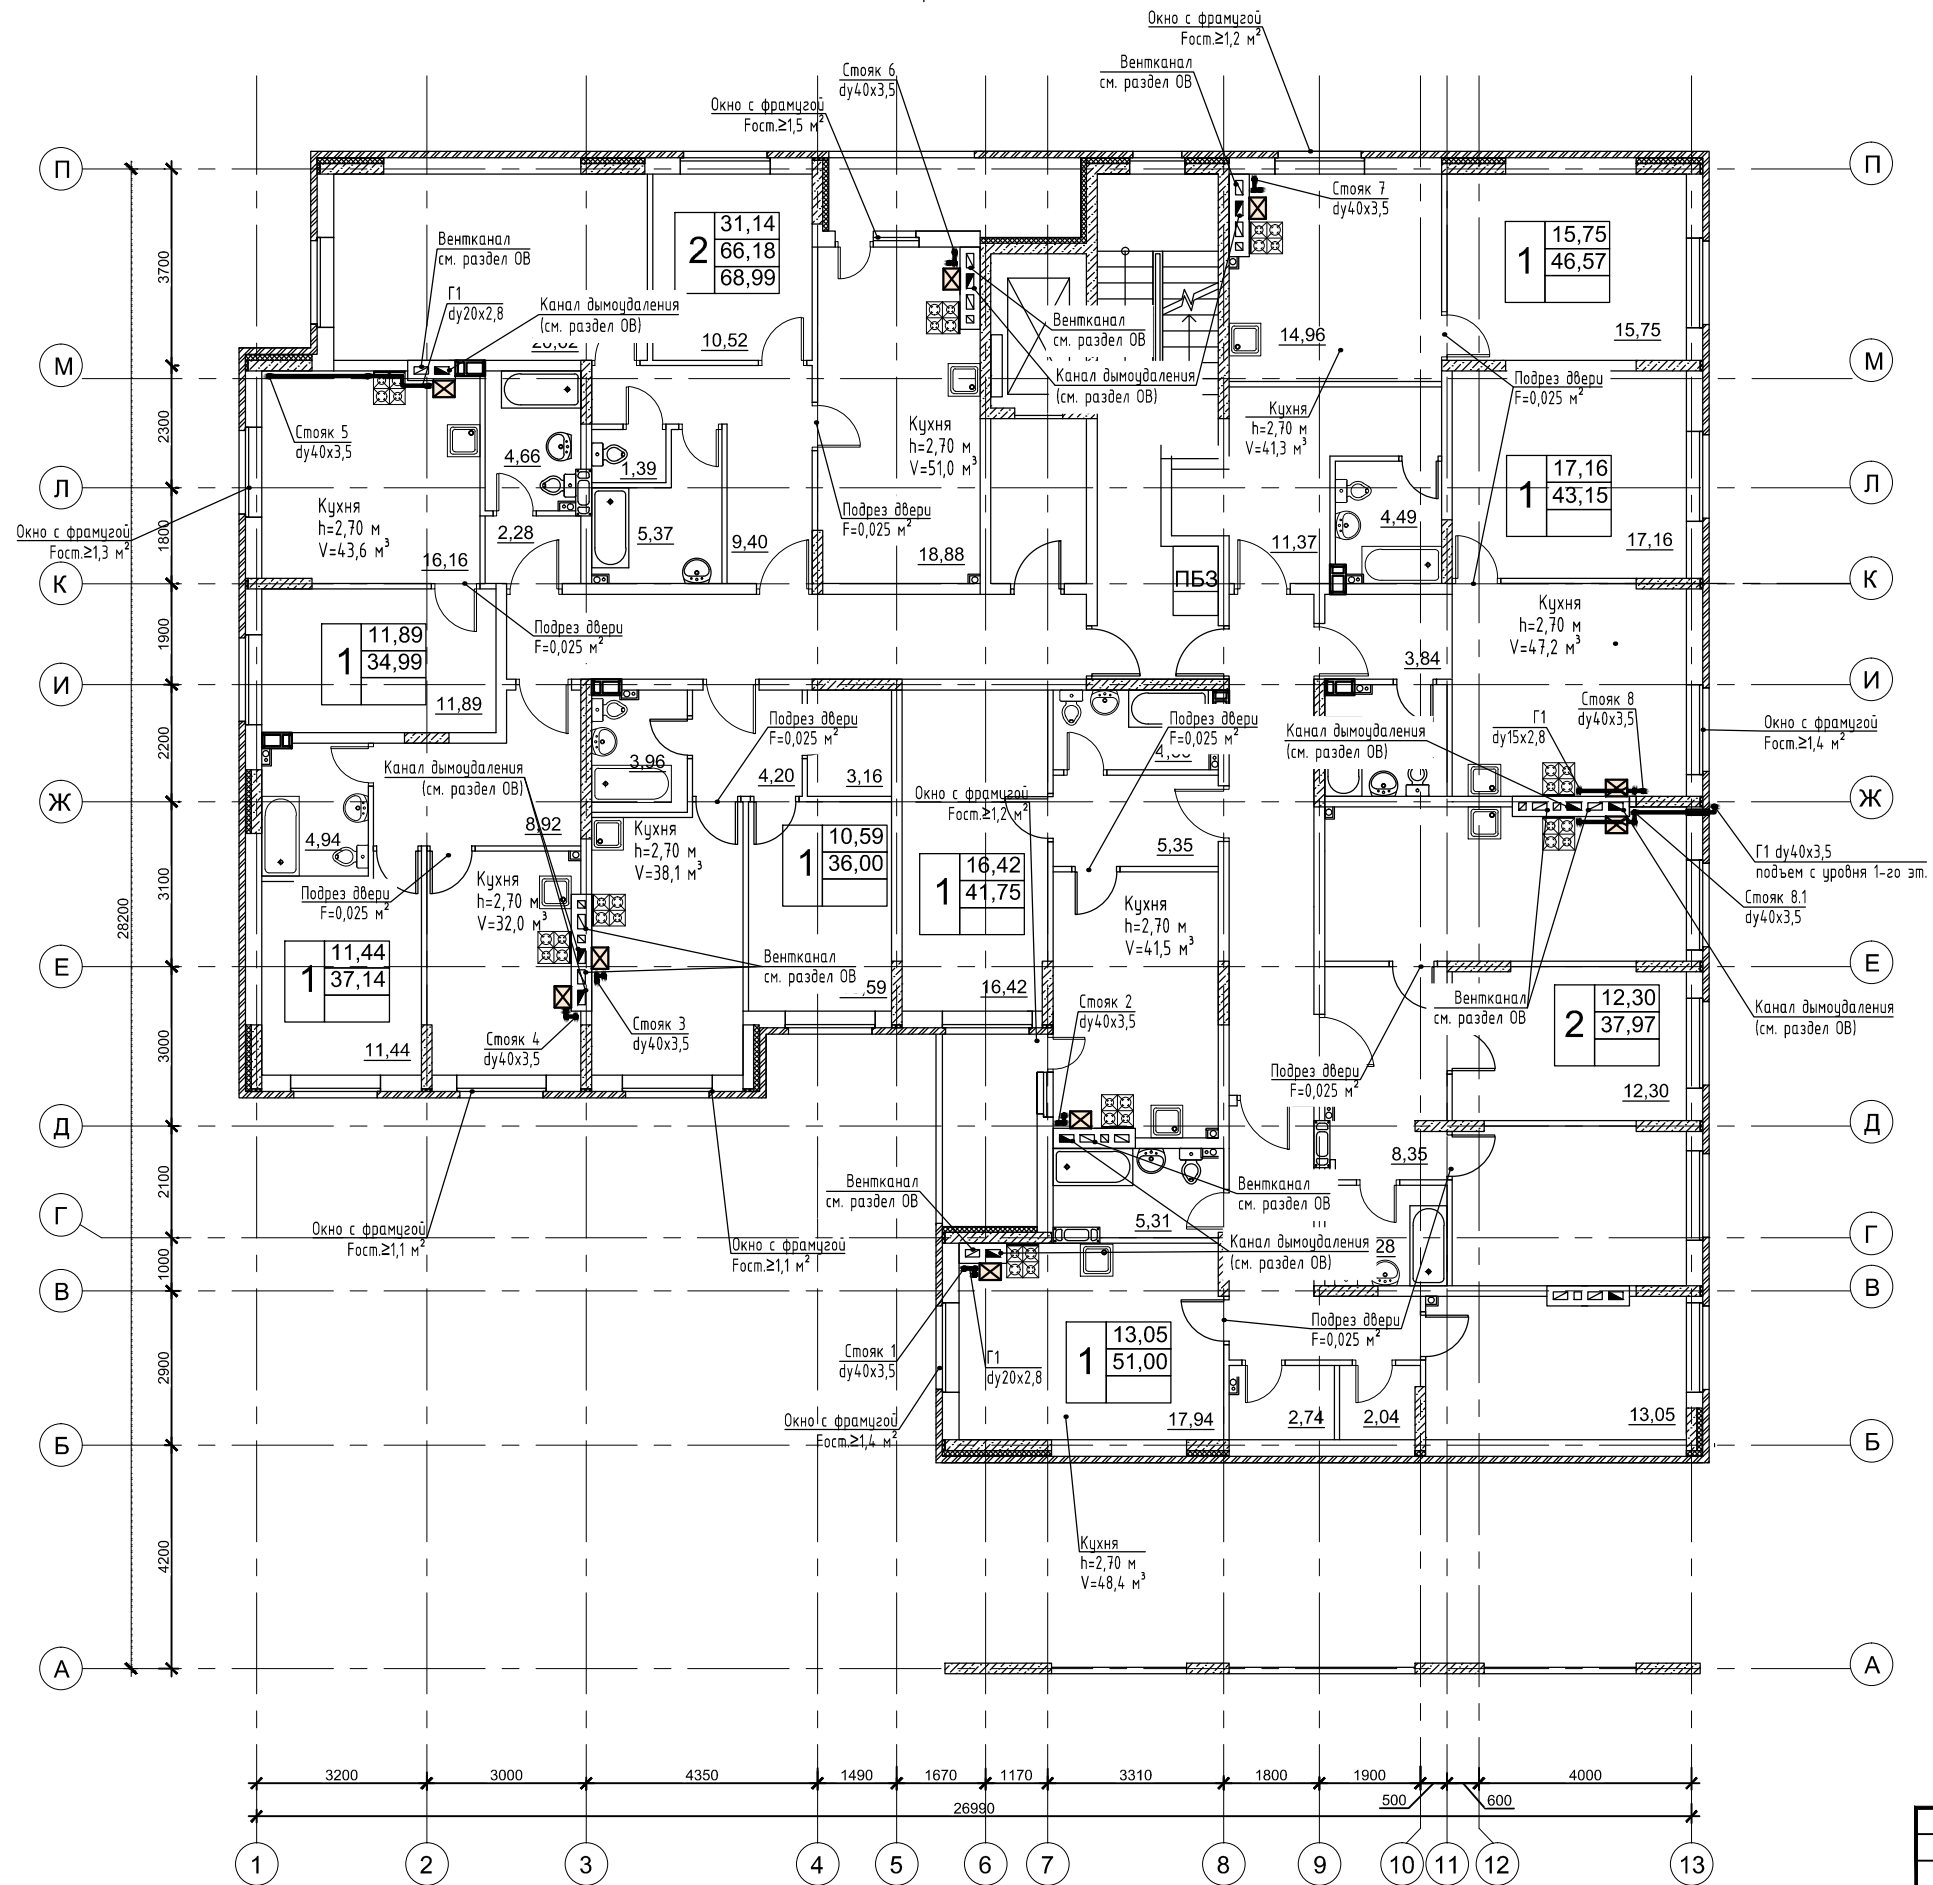 Окно с фрамугой
Fост.≥1,2 м²
Вентканал
см. раздел ОВ
Стояк 6
dy40x3,5
Окно с фрамугой
Fост.≥1,5 м²
П
П
Стояк 7
dy40x3,5
2
31,14
66,18
68,99
1
15,75
46,57
Вентканал
см. раздел ОВ
3700
Г1
dy20x2,8
Канал дымоудаления
(см. раздел ОВ)
10,52
Вентканал
см. раздел ОВ
14,96
15,75
М
М
Канал дымоудаления
(см. раздел ОВ)
Подрез двери
F=0,025 м²
Стояк 5
dy40x3,5
2300
4,66
1,39
Кухня
h=2,70 м
V=51,0 м³
Кухня
h=2,70 м
V=41,3 м³
1
17,16
43,15
Л
Л
Кухня
h=2,70 м
V=43,6 м³
Подрез двери
F=0,025 м²
4,49
Окно с фрамугой
Fост.≥1,3 м²
1800
16,16
2,28
5,37
9,40
18,88
11,37
17,16
К
К
ПБЗ
Кухня
h=2,70 м
V=47,2 м³
1900
1
11,89
34,99
Подрез двери
F=0,025 м²
3,84
И
И
11,89
Стояк 8
dy40x3,5
Г1
dy15x2,8
Подрез двери
F=0,025 м²
Подрез двери
F=0,025 м²
Канал дымоудаления
(см. раздел ОВ)
Окно с фрамугой
Fост.≥1,4 м²
2200
Канал дымоудаления
(см. раздел ОВ)
3,96
4,20
3,16
Окно с фрамугой
Fост.≥1,2 м²
Ж
Ж
4,94
8,92
Кухня
h=2,70 м
V=38,1 м³
1
10,59
36,00
5,35
Г1 dy40x3,5
подъем с уровня 1-го эт.
3100
28200
Подрез двери
F=0,025 м²
Кухня
h=2,70 м
V=32,0 м³
1
16,42
41,75
Кухня
h=2,70 м
V=41,5 м³
Стояк 8.1
dy40x3,5
Е
Е
1
11,44
37,14
Вентканал
см. раздел ОВ
16,42
Стояк 2
dy40x3,5
Вентканал
см. раздел ОВ
2
12,30
37,97
Канал дымоудаления
(см. раздел ОВ)
3000
11,44
Стояк 4
dy40x3,5
Стояк 3
dy40x3,5
Подрез двери
F=0,025 м²
12,30
Д
Д
2100
8,35
Вентканал
см. раздел ОВ
Вентканал
см. раздел ОВ
5,31
Г
Г
Окно с фрамугой
Fост.≥1,1 м²
Окно с фрамугой
Fост.≥1,1 м²
Канал дымоудаления
(см. раздел ОВ)
28
1000
В
В
Подрез двери
F=0,025 м²
Стояк 1
dy40x3,5
Г1
dy20x2,8
1
13,05
51,00
2900
Окно с фрамугой
Fост.≥1,4 м²
17,94
2,74
2,04
13,05
Б
Б
Кухня
h=2,70 м
V=48,4 м³
4200
А
А
3200
3000
4350
1490
1670
1170
3310
1800
1900
4000
500
600
26990
1
2
3
4
5
6
7
8
9
10
11
12
13